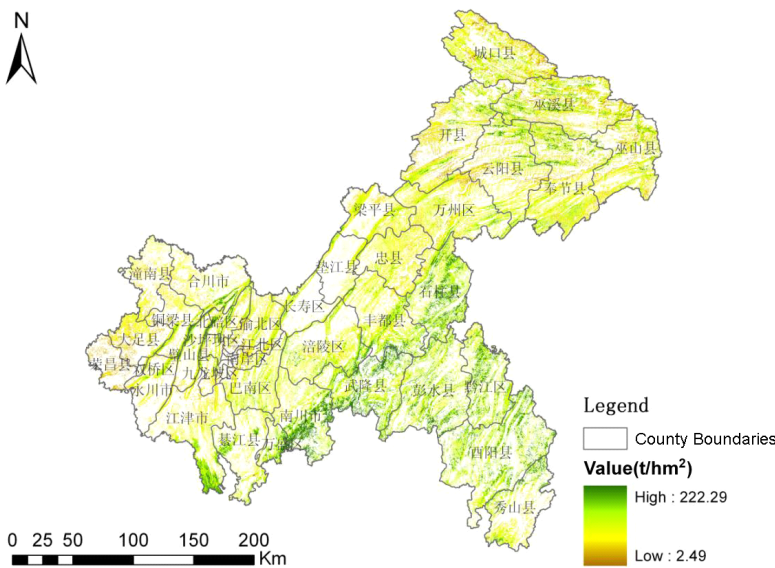 N
城口县
巫溪县
开县
巫山县
云阳县
奉节县
梁平县
万州区
垫江县
忠县
石柱县
潼南县
合川市
长寿区
丰都县
铜梁县
北碚区
渝北区
大足县
沙坪坝区
江北区
涪陵区
璧山县
南岸区
荣昌县
双桥区
九龙坡区
永川市
巴南区
武隆县
彭水县
黔江区
江津市
南川市
綦江县
万盛区
酉阳县
秀山县
Legend
County Boundaries
Value(t/hm²)
High : 222.29
Low : 2.49
0 25 50 100 150 200
Km